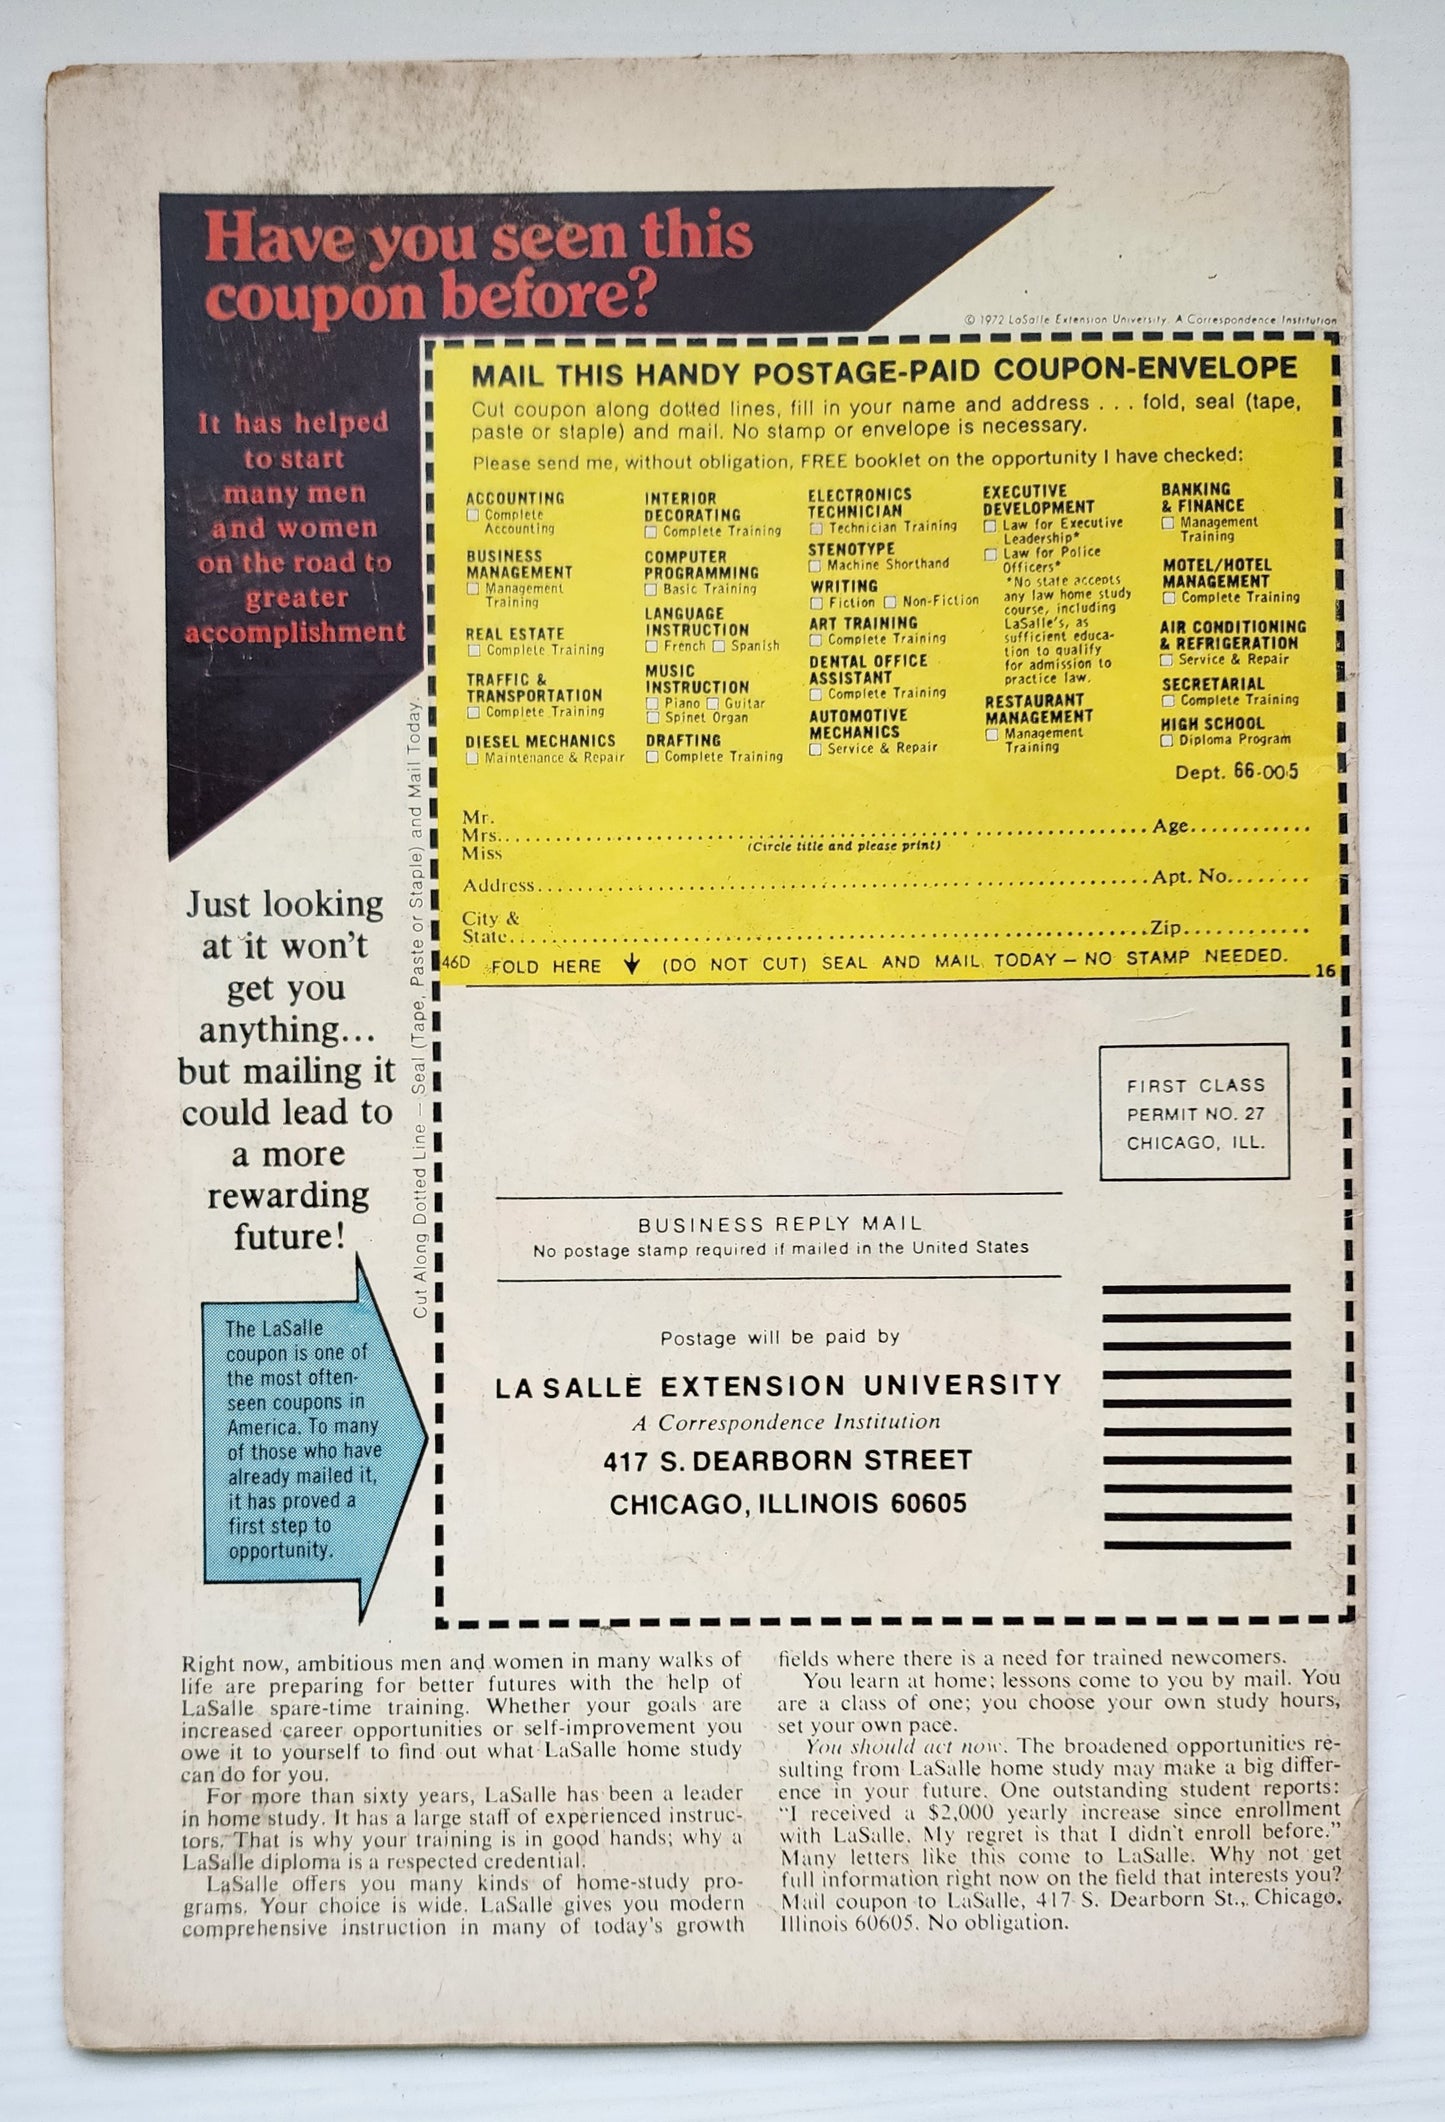 Have you seen this
coupon before?
© 1972 LaSalle Extension University. A Correspondence Institution
It has helped
to start
many men
and women
on the road to
greater
accomplishment
MAIL THIS HANDY POSTAGE-PAID COUPON-ENVELOPE
Cut coupon along dotted lines, fill in your name and address . . . fold, seal (tape,
paste or staple) and mail. No stamp or envelope is necessary.
Please send me, without obligation, FREE booklet on the opportunity I have checked:
ACCOUNTING
☐ Complete
Accounting
BUSINESS
MANAGEMENT
☐ Management
Training
REAL ESTATE
☐ Complete Training
TRAFFIC &
TRANSPORTATION
☐ Complete Training
DIESEL MECHANICS
☐ Maintenance & Repair
INTERIOR
DECORATING
☐ Complete Training
COMPUTER
PROGRAMMING
☐ Basic Training
LANGUAGE
INSTRUCTION
☐ French ☐ Spanish
MUSIC
INSTRUCTION
☐ Piano ☐ Guitar
☐ Spinet Organ
DRAFTING
☐ Complete Training
ELECTRONICS
TECHNICIAN
☐ Technician Training
STENOTYPE
☐ Machine Shorthand
WRITING
☐ Fiction ☐ Non-Fiction
ART TRAINING
☐ Complete Training
DENTAL OFFICE
ASSISTANT
☐ Complete Training
AUTOMOTIVE
MECHANICS
☐ Service & Repair
EXECUTIVE
DEVELOPMENT
☐ Law for Executive
Leadership*
☐ Law for Police
Officers*
*No state accepts
any law home study
course, including
LaSalle's, as
sufficient educa-
tion to qualify
for admission to
practice law.
RESTAURANT
MANAGEMENT
☐ Management
Training
BANKING
& FINANCE
☐ Management
Training
MOTEL/HOTEL
MANAGEMENT
☐ Complete Training
AIR CONDITIONING
& REFRIGERATION
☐ Service & Repair
SECRETARIAL
☐ Complete Training
HIGH SCHOOL
☐ Diploma Program
Dept. 66-005
Mr.
Mrs. Age
Miss (Circle title and please print)
Address Apt. No.
City &
State Zip
46D FOLD HERE ↓ (DO NOT CUT) SEAL AND MAIL TODAY — NO STAMP NEEDED.
16
Cut Along Dotted Line — Seal (Tape, Paste or Staple) and Mail Today.
Just looking
at it won't
get you
anything...
but mailing it
could lead to
a more
rewarding
future!
FIRST CLASS
PERMIT NO. 27
CHICAGO, ILL.
BUSINESS REPLY MAIL
No postage stamp required if mailed in the United States
Postage will be paid by
LA SALLE EXTENSION UNIVERSITY
A Correspondence Institution
417 S. DEARBORN STREET
CHICAGO, ILLINOIS 60605
The LaSalle
coupon is one of
the most often-
seen coupons in
America. To many
of those who have
already mailed it,
it has proved a
first step to
opportunity.
Right now, ambitious men and women in many walks of
life are preparing for better futures with the help of
LaSalle spare-time training. Whether your goals are
increased career opportunities or self-improvement you
owe it to yourself to find out what LaSalle home study
can do for you.
For more than sixty years, LaSalle has been a leader
in home study. It has a large staff of experienced instruc-
tors. That is why your training is in good hands; why a
LaSalle diploma is a respected credential.
LaSalle offers you many kinds of home-study pro-
grams. Your choice is wide. LaSalle gives you modern
comprehensive instruction in many of today's growth
fields where there is a need for trained newcomers.
You learn at home; lessons come to you by mail. You
are a class of one; you choose your own study hours,
set your own pace.
You should act now. The broadened opportunities re-
sulting from LaSalle home study may make a big differ-
ence in your future. One outstanding student reports:
"I received a $2,000 yearly increase since enrollment
with LaSalle. My regret is that I didn't enroll before."
Many letters like this come to LaSalle. Why not get
full information right now on the field that interests you?
Mail coupon to LaSalle, 417 S. Dearborn St., Chicago,
Illinois 60605. No obligation.